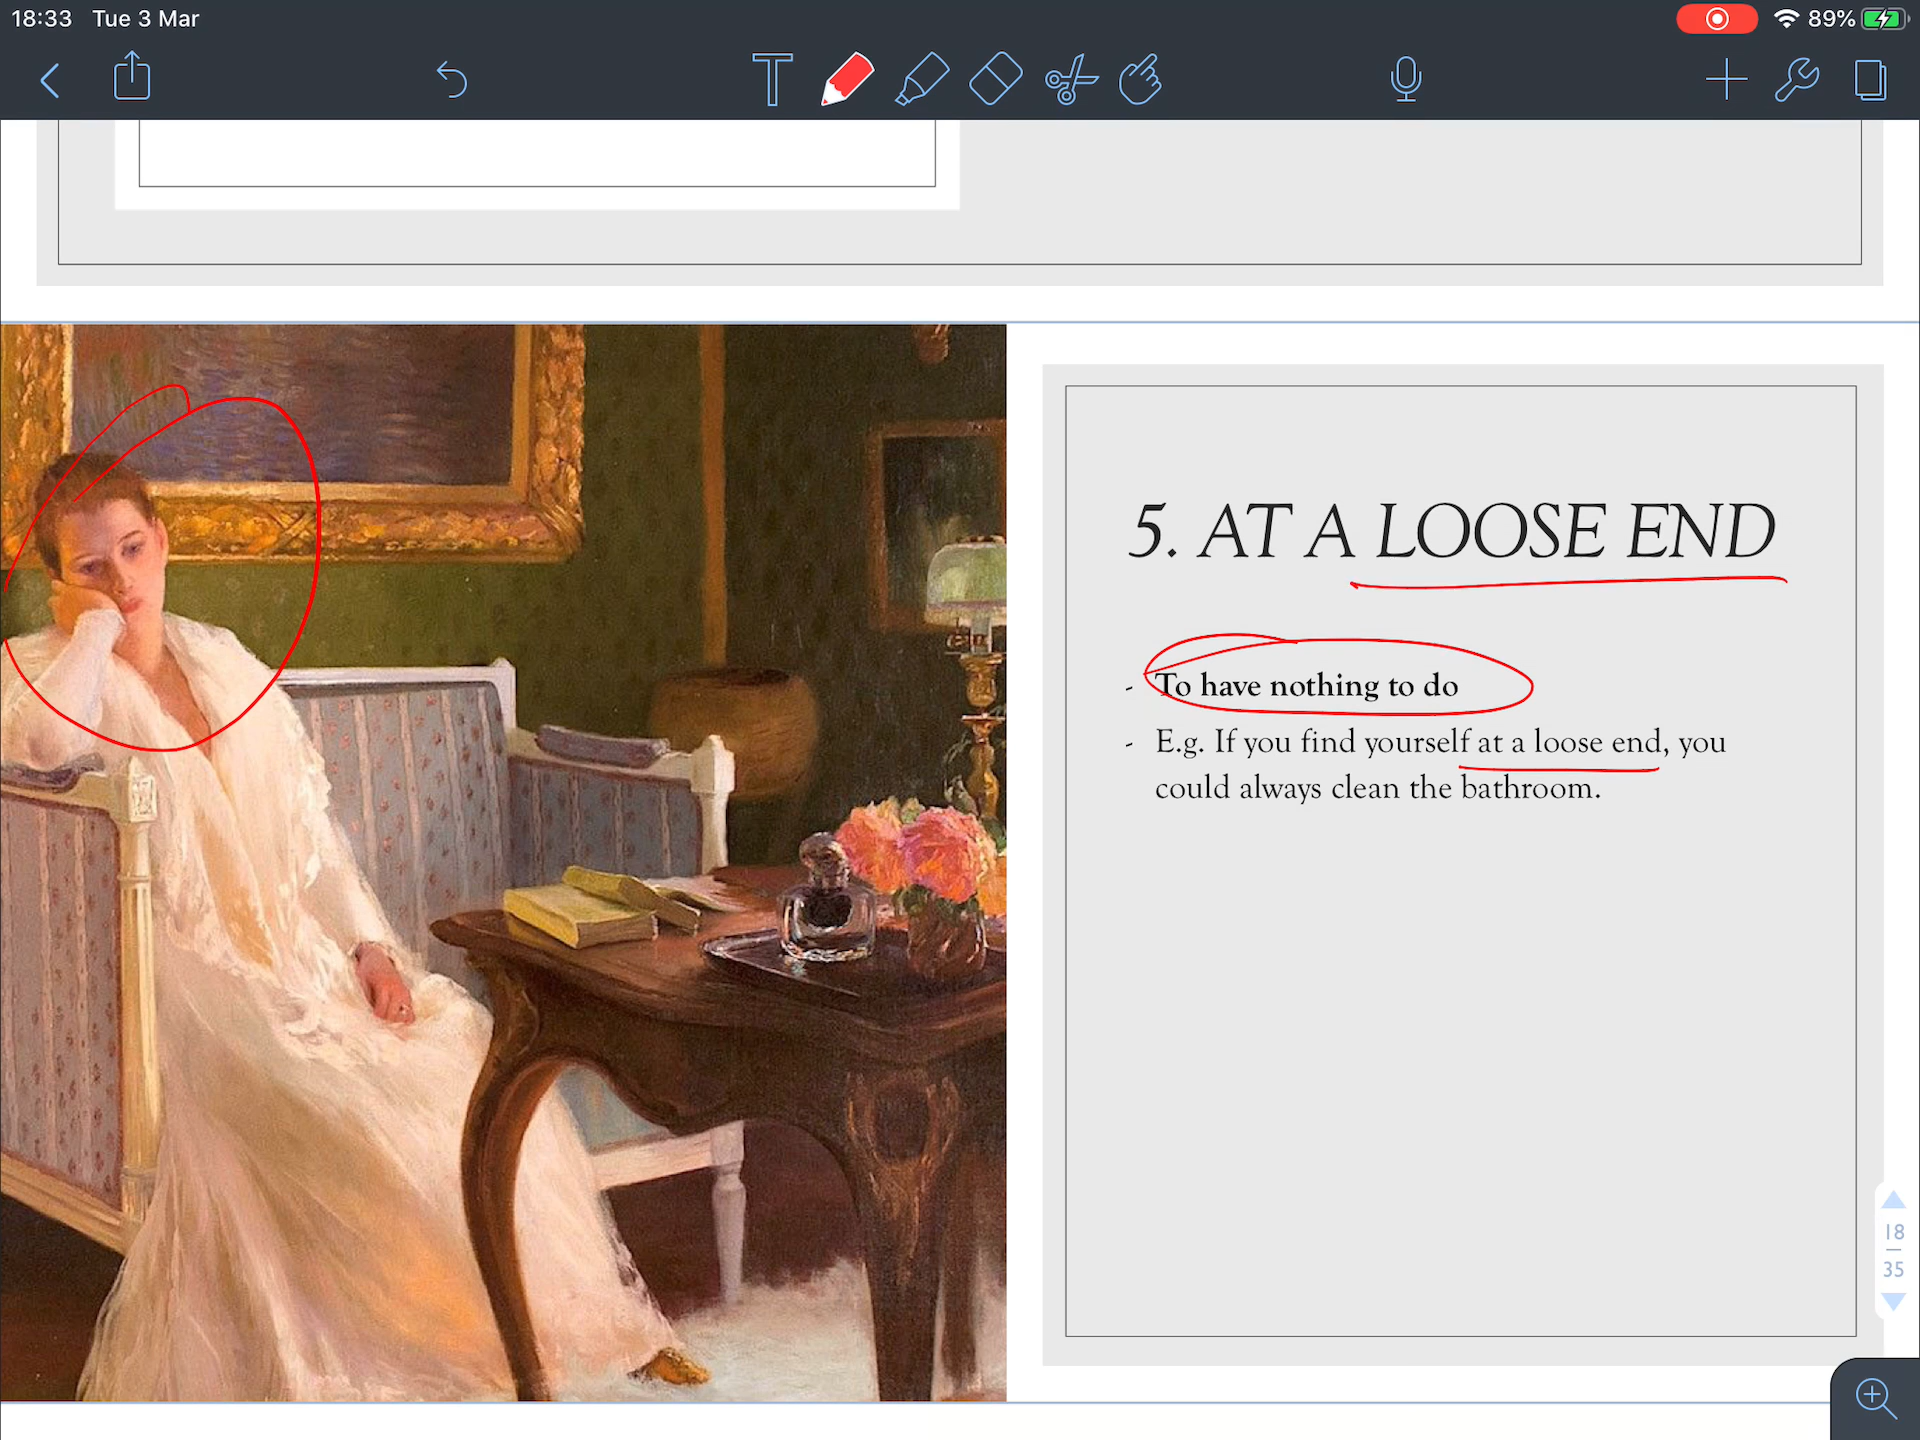 18:33 Tue 3 Mar
89%
T
5. AT A LOOSE END
- To have nothing to do
- E.g. If you find yourself at a loose end, you
could always clean the bathroom.
18
35